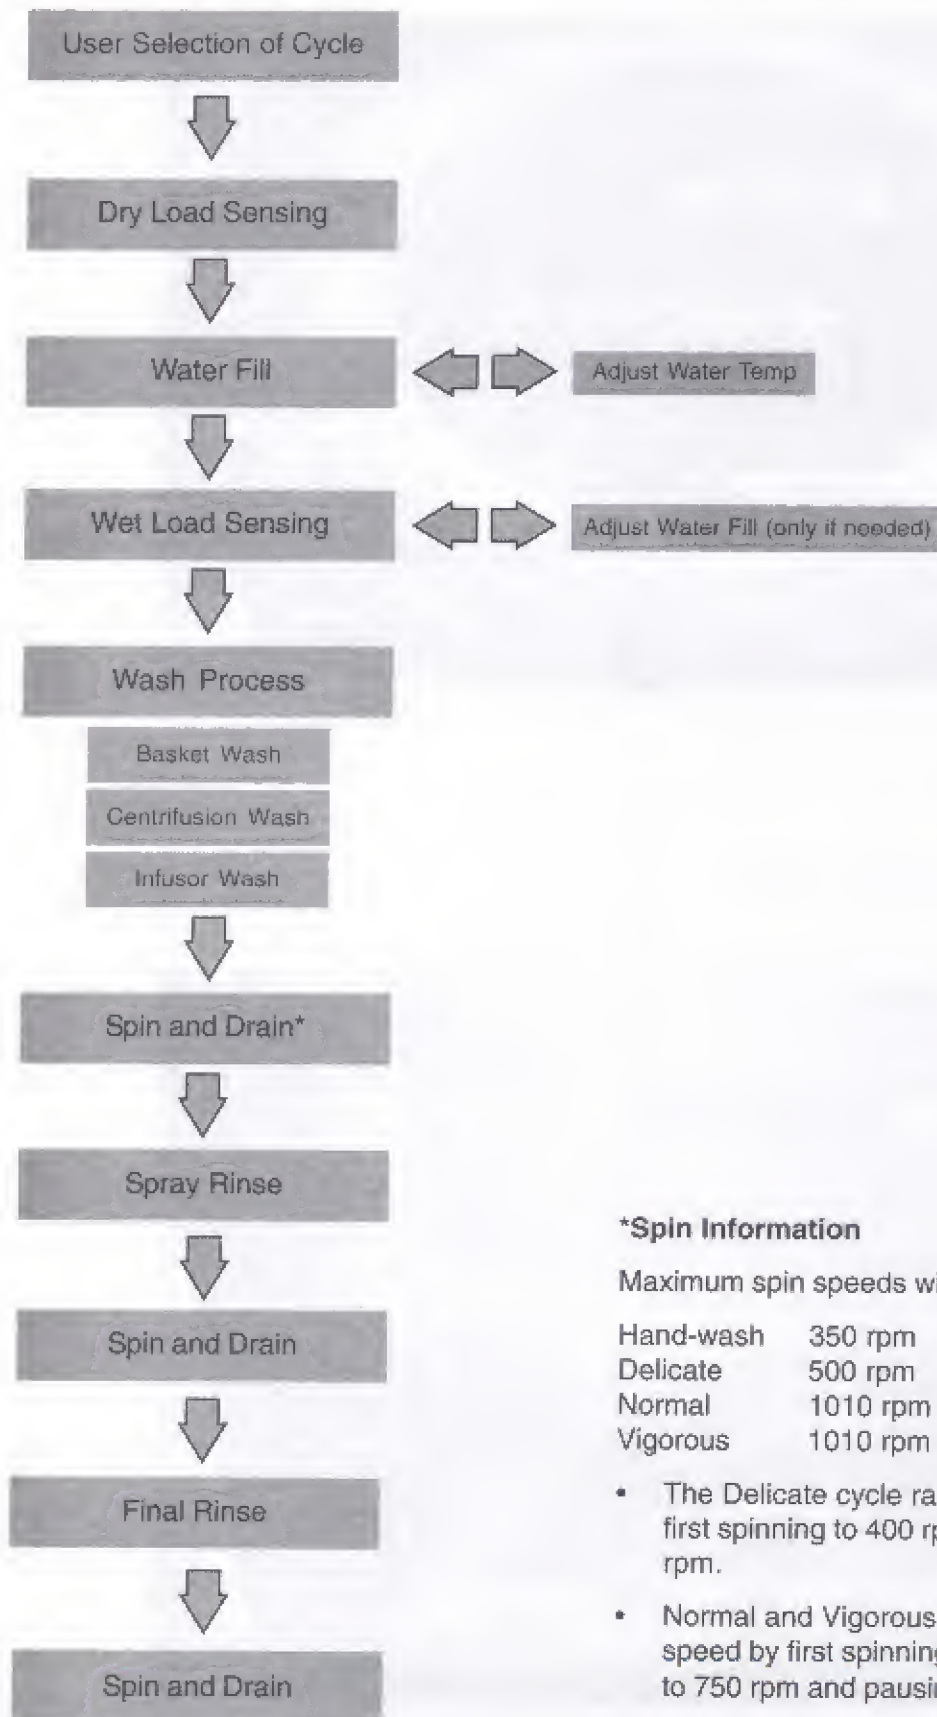 User Selection of Cycle
Dry Load Sensing
Water Fill
Adjust Water Temp
Wet Load Sensing
Adjust Water Fill (only if needed)
Wash Process
Basket Wash
Centrifusion Wash
Infusor Wash
Spin and Drain*
Spray Rinse
Spin and Drain
Final Rinse
Spin and Drain
*Spin Information
Maximum spin speeds
Hand-wash 350 rpm
Delicate 500 rpm
Normal 1010 rpm
Vigorous 1010 rpm
• The Delicate cycle
first spinning to 400
rpm.
• Normal and Vigorous
speed by first spinning
to 750 rpm and